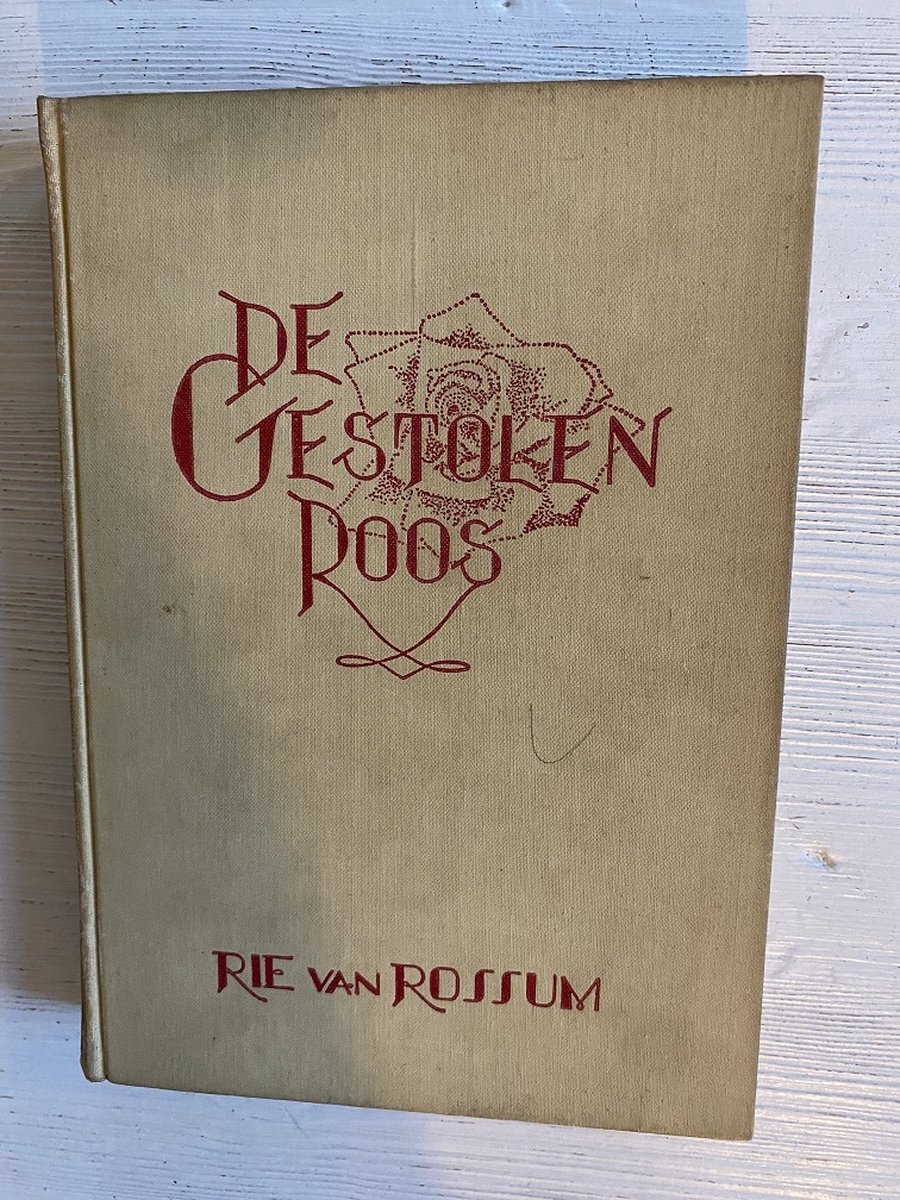 DE
GESTOLEN
ROOS
RIE VAN ROSSUM